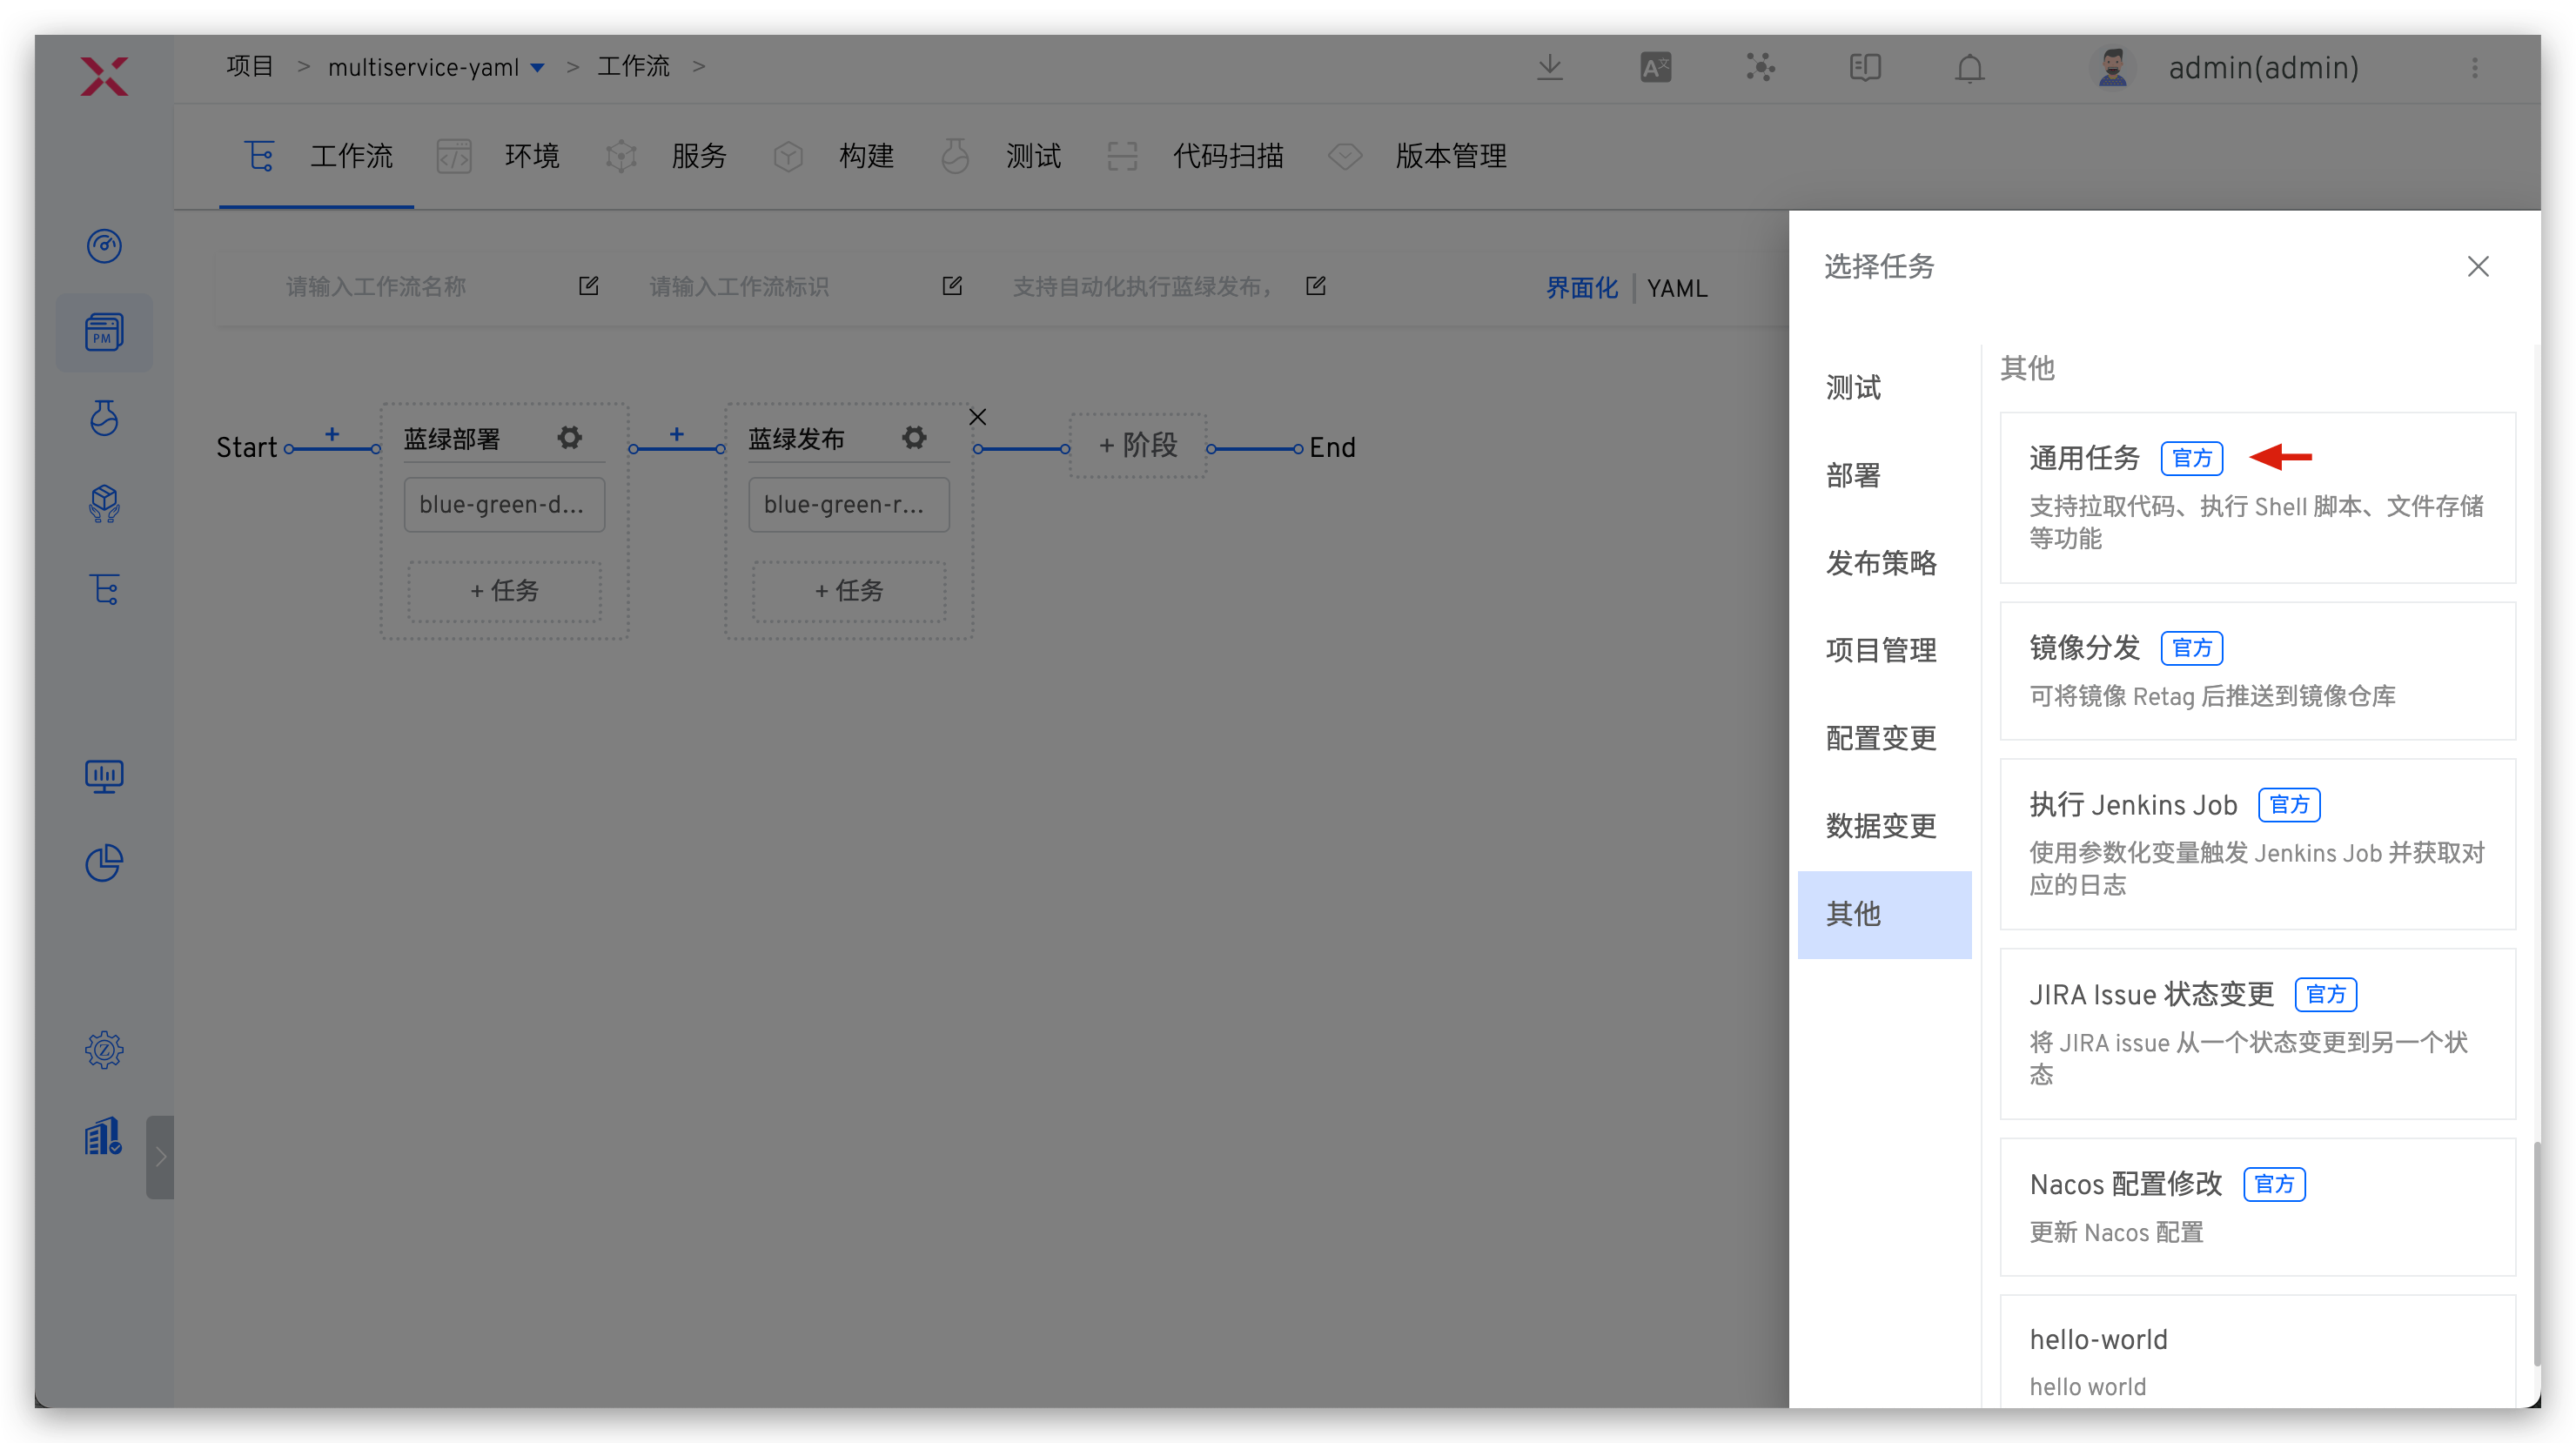 项目 > multiservice-yaml > 工作流 >
admin(admin)
工作流 环境 服务 构建 测试 代码扫描 版本管理
PM
请输入工作流名称 请输入工作流标识 支持自动化执行蓝绿发布，
界面化 | YAML
Start + 蓝绿部署 + 蓝绿发布 + 阶段 End
blue-green-d... blue-green-r...
+ 任务 + 任务
选择任务
测试
部署
发布策略
项目管理
配置变更
数据变更
其他
其他
通用任务 官方
支持拉取代码、执行 Shell 脚本、文件存储
等功能
镜像分发 官方
可将镜像 Retag 后推送到镜像仓库
执行 Jenkins Job 官方
使用参数化变量触发 Jenkins Job 并获取对
应的日志
JIRA Issue 状态变更 官方
将 JIRA issue 从一个状态变更到另一个状
态
Nacos 配置修改 官方
更新 Nacos 配置
hello-world
hello world